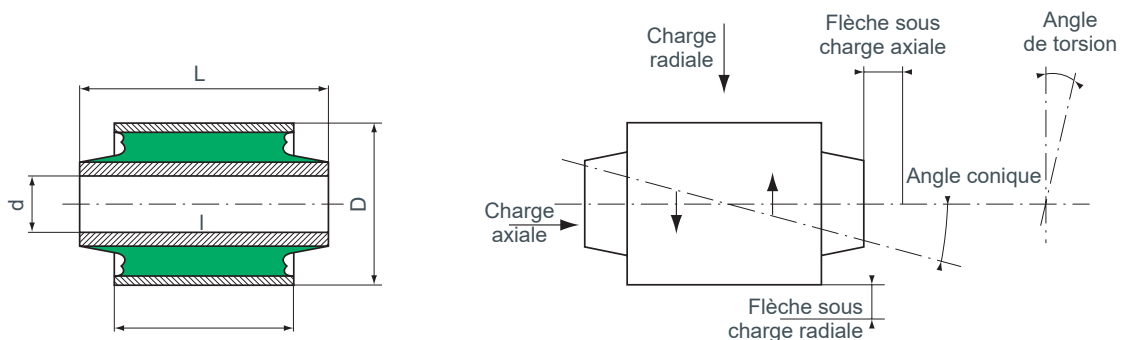 L
d
l
D
Charge
radiale
Flèche sous
charge axiale
Angle
de torsion
Angle conique
Charge
axiale
Flèche sous
charge radiale